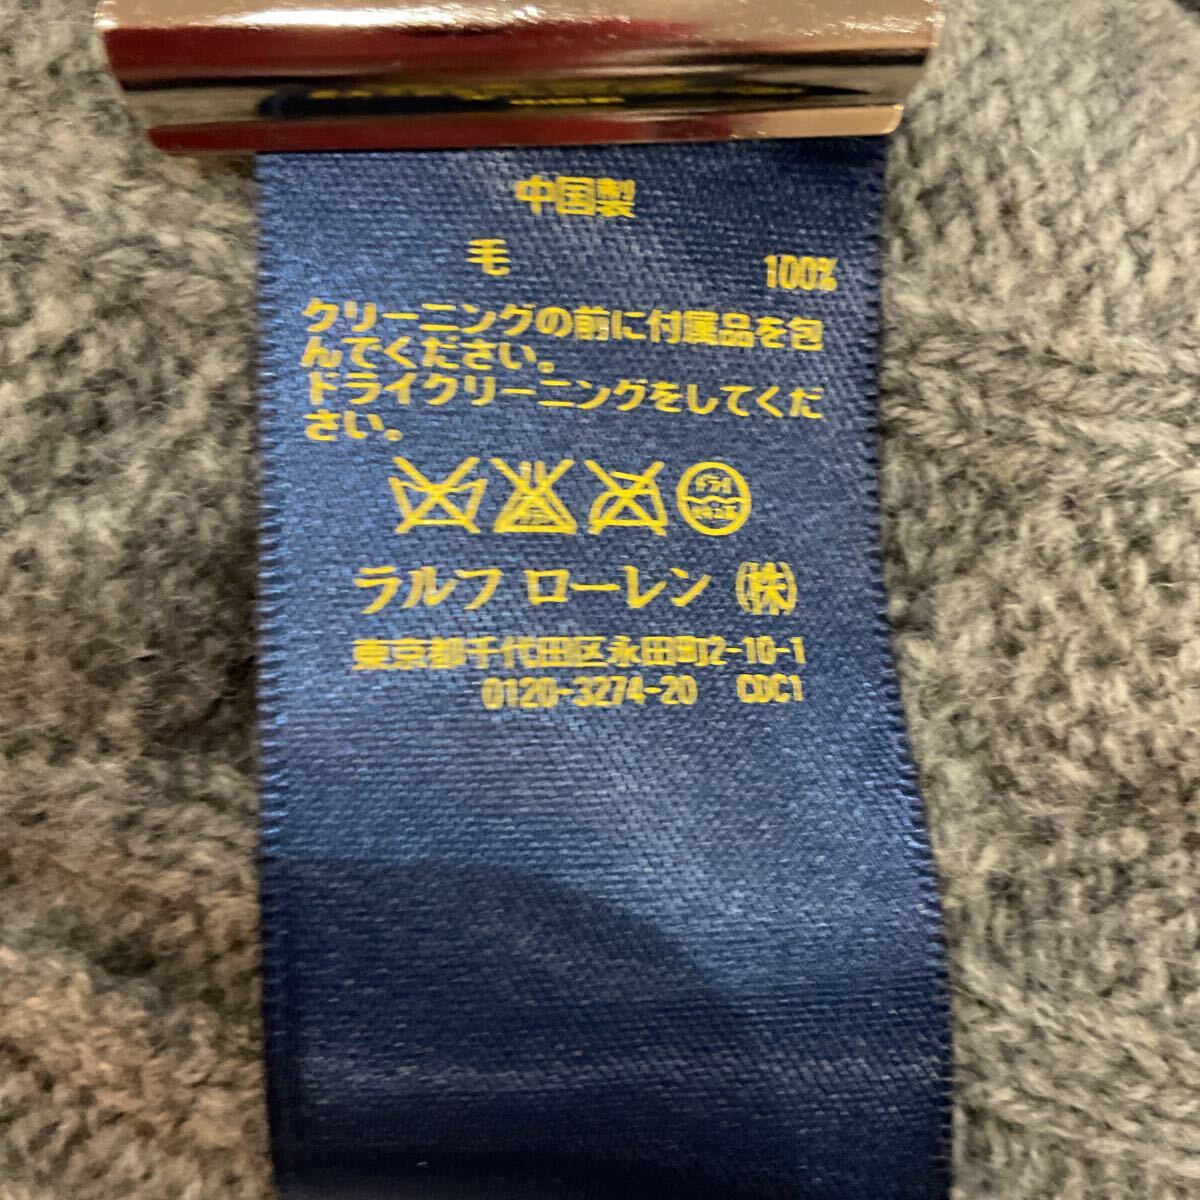 中国製
毛 100%
クリーニングの前に付属品を包
んでください。
ドライクリーニングをしてくだ
さい。
ドライ
ラルフ ローレン (株)
東京都千代田区永田町2-10-1
0120-3274-20 CDC1